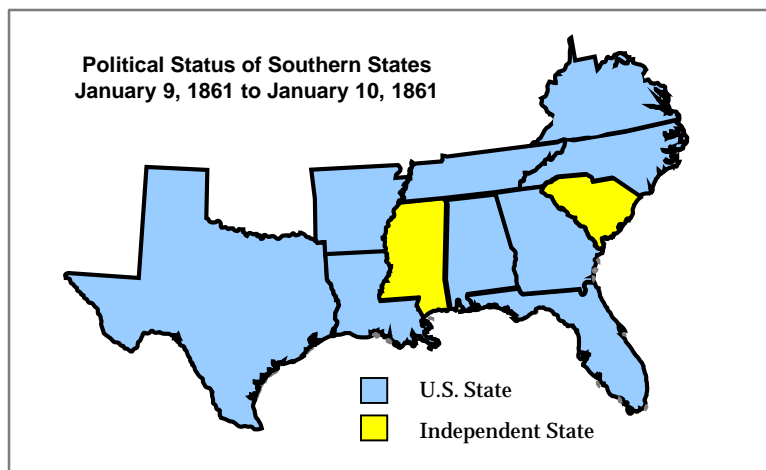 Political Status of Southern States
January 9, 1861 to January 10, 1861
U.S. State
Independent State